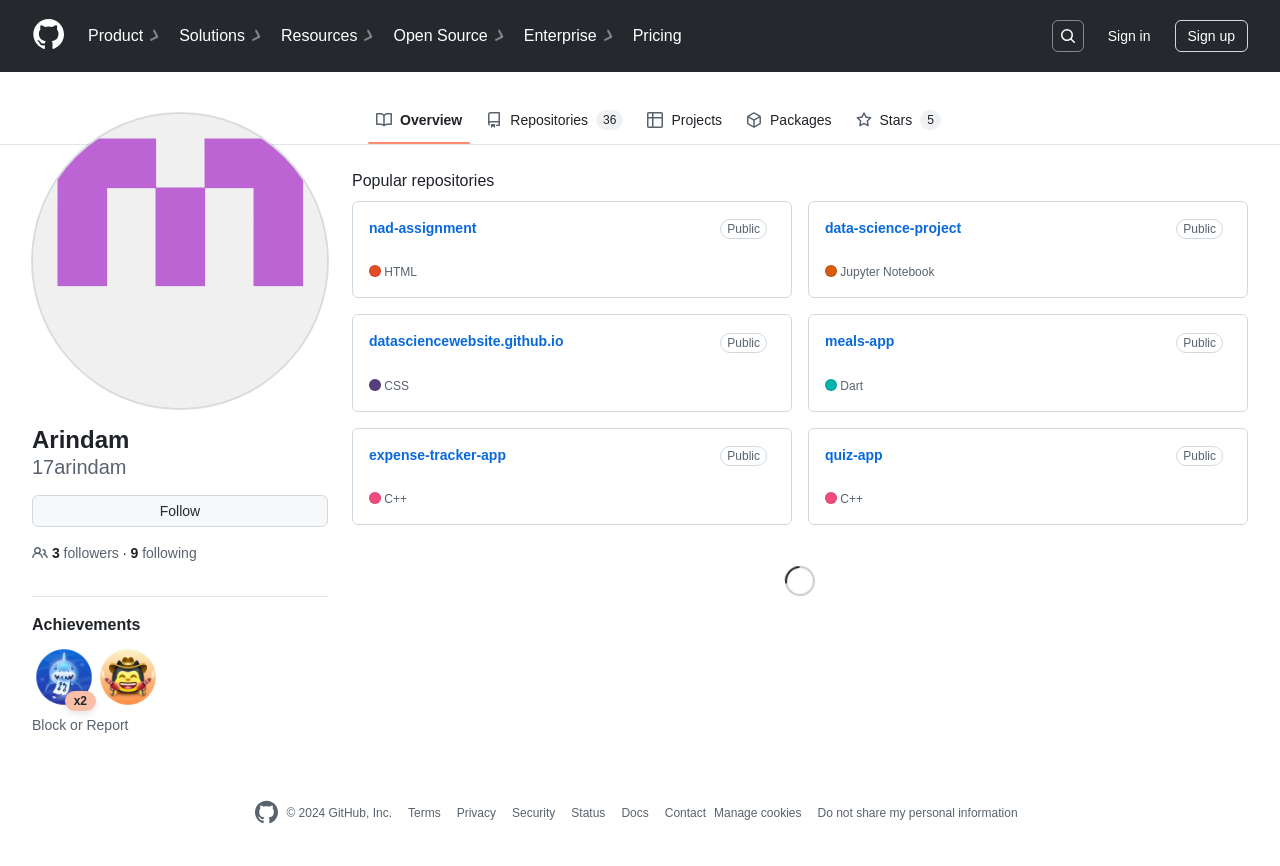 Product Solutions Resources Open Source Enterprise Pricing Sign in Sign up
Overview Repositories 36 Projects Packages Stars 5
Arindam
17arindam
Follow
3 followers · 9 following
Achievements
x2
Block or Report
Popular repositories
nad-assignment Public
HTML
data-science-project Public
Jupyter Notebook
datasciencewebsite.github.io Public
CSS
meals-app Public
Dart
expense-tracker-app Public
C++
quiz-app Public
C++
© 2024 GitHub, Inc. Terms Privacy Security Status Docs Contact Manage cookies Do not share my personal information